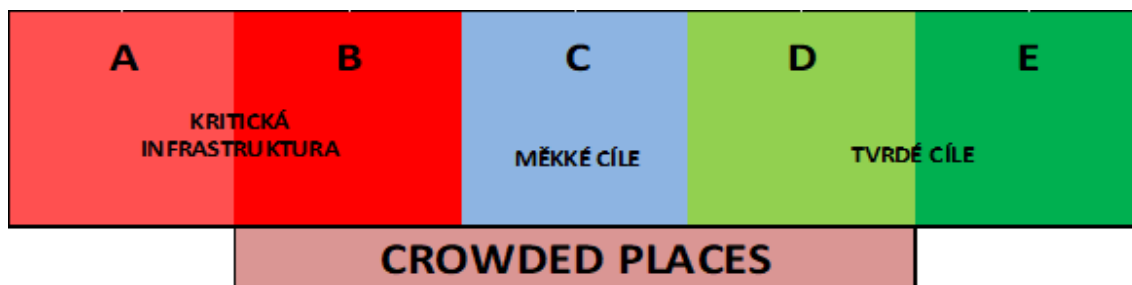 A B C D E
KRITICKÁ
INFRASTRUKTURA
MĚKKÉ CÍLE
TVRDÉ CÍLE
CROWDED PLACES